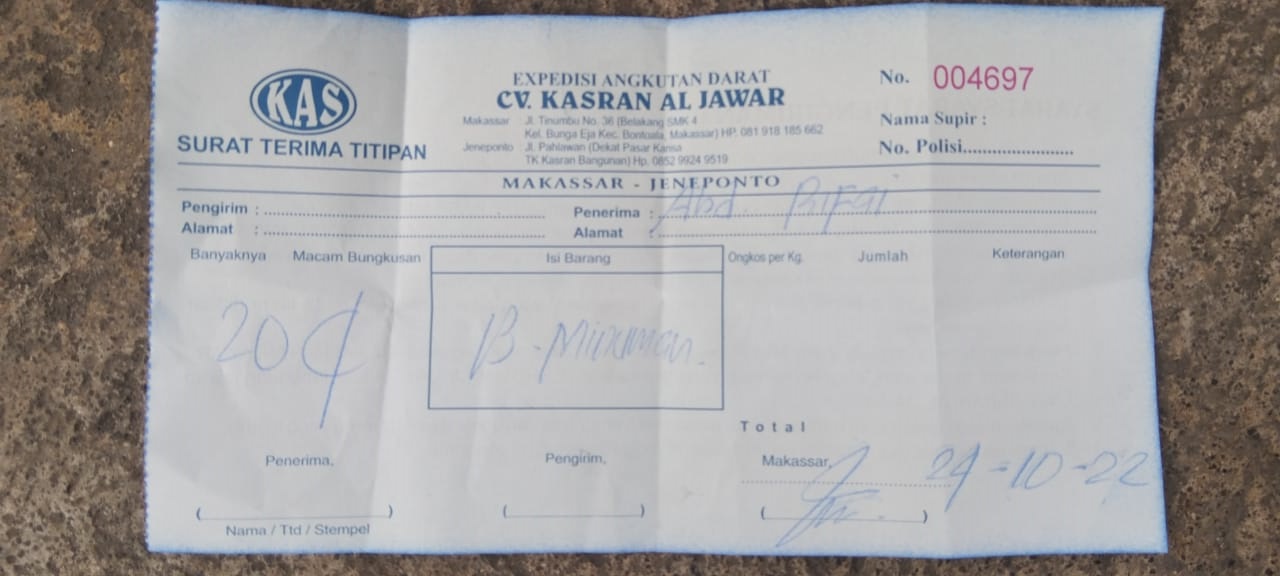 KAS
SURAT TERIMA TITIPAN
EXPEDISI ANGKUTAN DARAT
CV. KASRAN AL JAWAR
Makassar : Jl. Tinumbu No. 36 (Belakang SMK 4
Kel. Bunga Eja Kec. Bontoala, Makassar) HP. 081 918 185 662
Jeneponto : Jl. Pahlawan (Dekat Pasar Karisa
TK Kasran Bangunan) Hp. 0852 9924 9519
No. 004697
Nama Supir :
No. Polisi......................
MAKASSAR - JENEPONTO
Pengirim :
Alamat :
Penerima : Abd. Rifai
Alamat :
Banyaknya Macam Bungkusan Isi Barang Ongkos per Kg. Jumlah Keterangan
20 B. Minuman.
Total
Penerima, Pengirim, Makassar, 24-10-22
(                    ) (                    ) (                    )
Nama / Ttd / Stempel